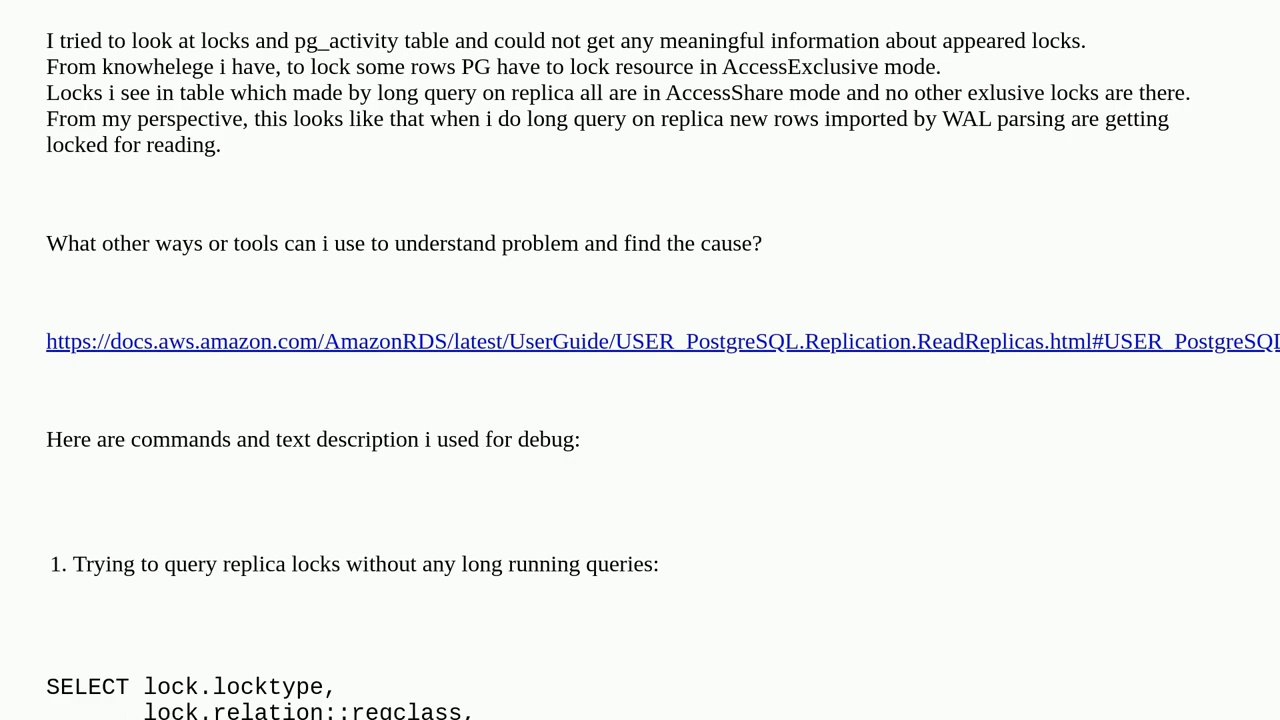 I tried to look at locks and pg_activity table and could not get any meaningful information about appeared locks.
From knowhelege i have, to lock some rows PG have to lock resource in AccessExclusive mode.
Locks i see in table which made by long query on replica all are in AccessShare mode and no other exlusive locks are there.
From my perspective, this looks like that when i do long query on replica new rows imported by WAL parsing are getting
locked for reading.
What other ways or tools can i use to understand problem and find the cause?
https://docs.aws.amazon.com/AmazonRDS/latest/UserGuide/USER_PostgreSQL.Replication.ReadReplicas.html#USER_PostgreSQL
Here are commands and text description i used for debug:
1. Trying to query replica locks without any long running queries:
SELECT lock.locktype,
lock.relation::regclass,